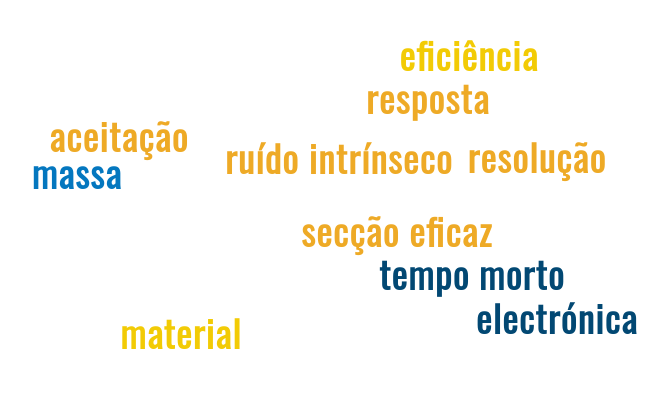 eficiência
resposta
aceitação
ruído intrínseco
resolução
massa
secção eficaz
tempo morto
electrónica
material